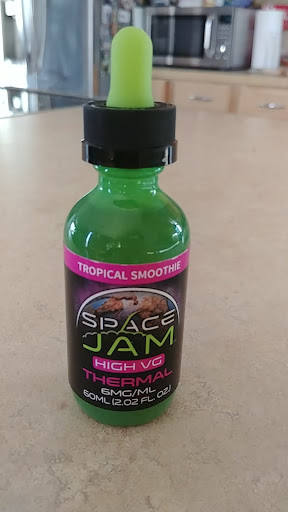 TROPICAL SMOOTHIE
SPACE
JAM
HIGH VG
THERMAL
6MG/ML
60ML (2.02 FL OZ)